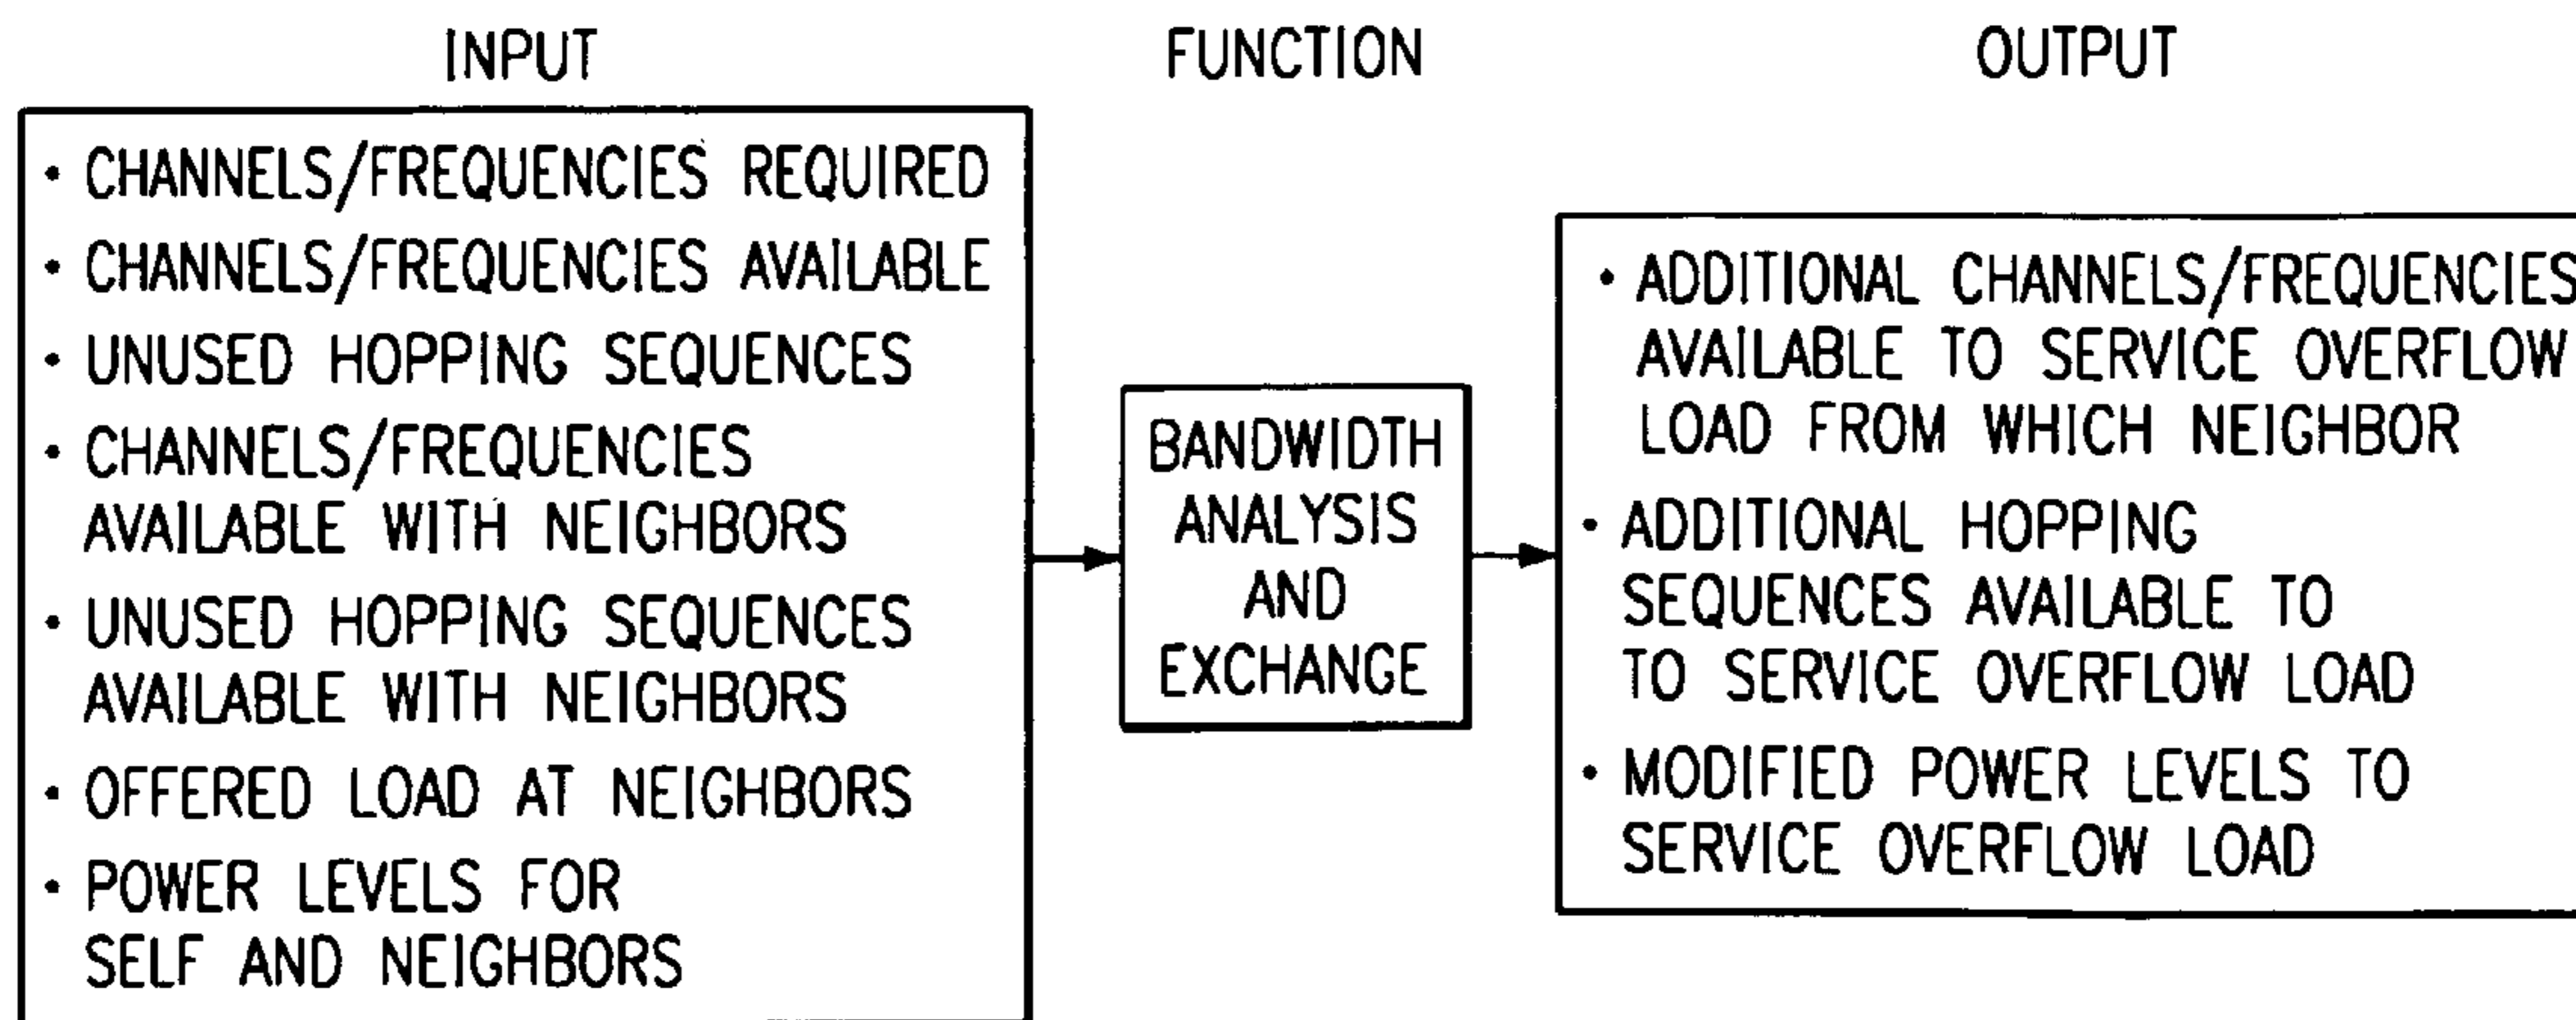 INPUT
· CHANNELS/FREQUENCIES REQUIRED
· CHANNELS/FREQUENCIES AVAILABLE
· UNUSED HOPPING SEQUENCES
· CHANNELS/FREQUENCIES
AVAILABLE WITH NEIGHBORS
· UNUSED HOPPING SEQUENCES
AVAILABLE WITH NEIGHBORS
· OFFERED LOAD AT NEIGHBORS
· POWER LEVELS FOR
SELF AND NEIGHBORS
FUNCTION
BANDWIDTH
ANALYSIS
AND
EXCHANGE
OUTPUT
· ADDITIONAL CHANNELS/FREQUENCIES
AVAILABLE TO SERVICE OVERFLOW
LOAD FROM WHICH NEIGHBOR
· ADDITIONAL HOPPING
SEQUENCES AVAILABLE TO
TO SERVICE OVERFLOW LOAD
· MODIFIED POWER LEVELS TO
SERVICE OVERFLOW LOAD